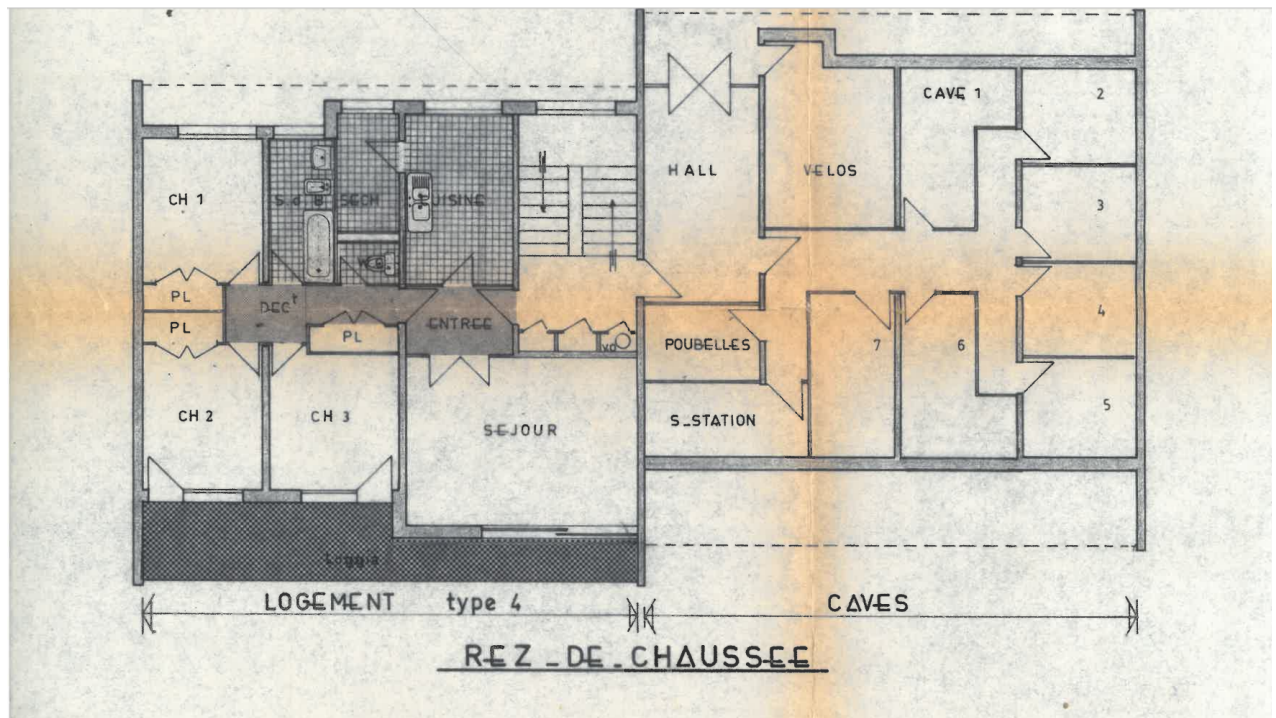 CAVE 1
2
HALL
VELOS
CH 1
S.d.B
SECH
CUISINE
3
PL
DEGt
ENTREE
PL
PL
VO
POUBELLES
7
6
4
CH 2
CH 3
SEJOUR
S_STATION
5
Loggia
LOGEMENT type 4
CAVES
REZ_DE_CHAUSSEE